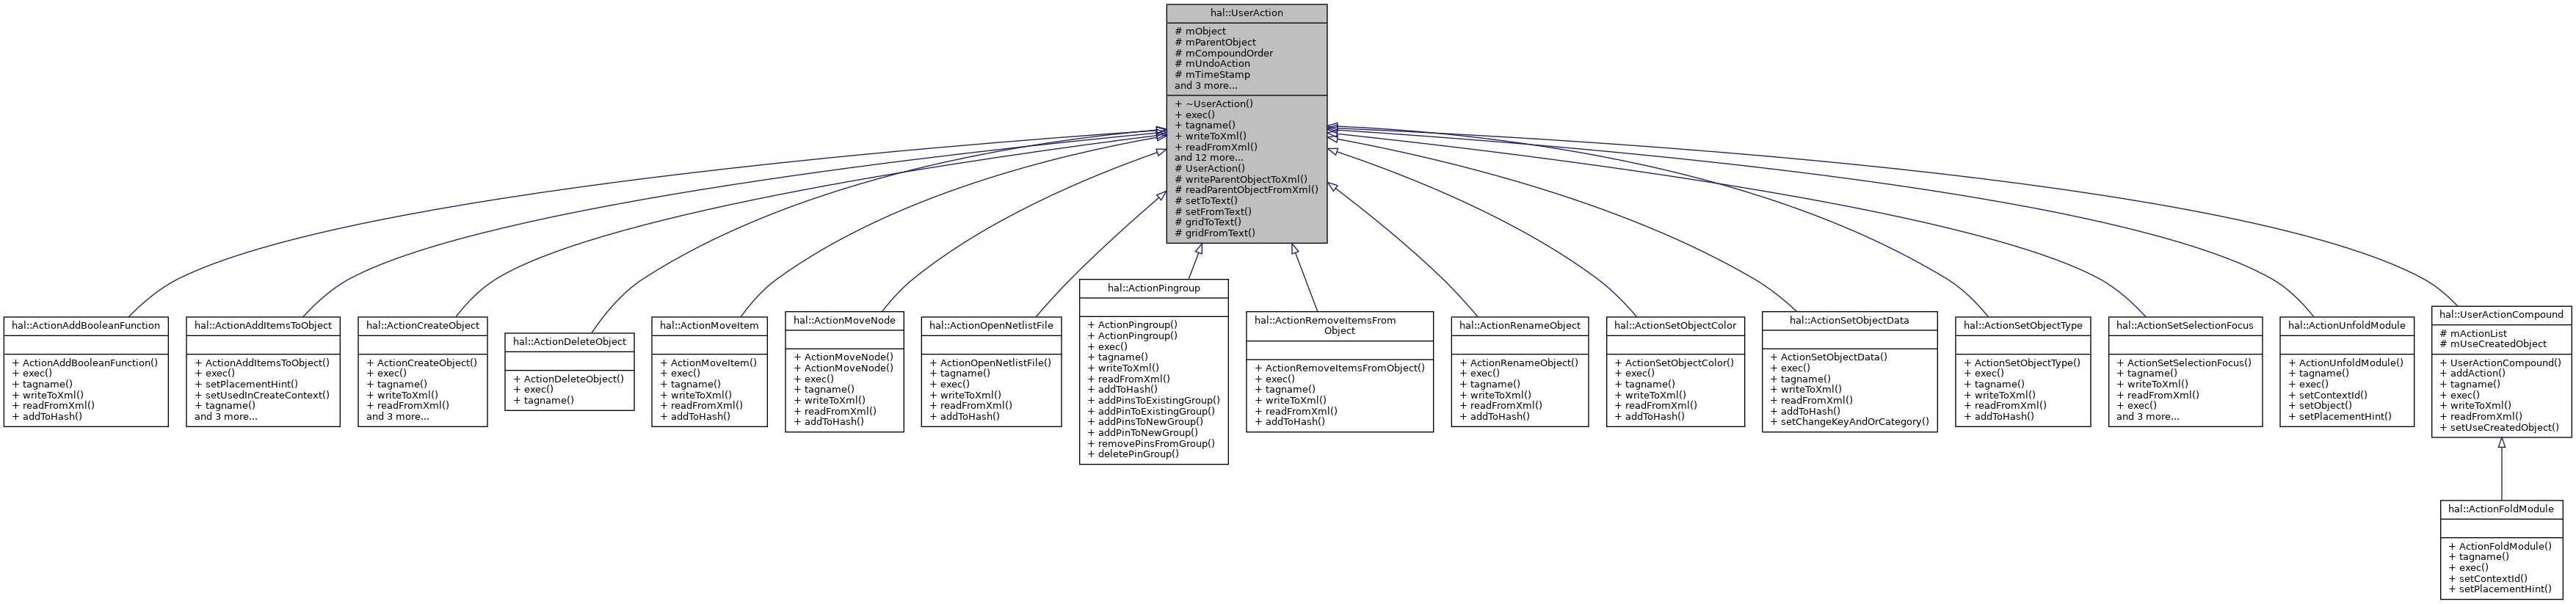 hal::UserAction
# mObject
# mParentObject
# mCompoundOrder
# mUndoAction
# mTimeStamp
and 3 more...
+ ~UserAction()
+ exec()
+ tagname()
+ writeToXml()
+ readFromXml()
and 12 more...
# UserAction()
# writeParentObjectToXml()
# readParentObjectFromXml()
# setToText()
# setFromText()
# gridToText()
# gridFromText()
hal::ActionAddBooleanFunction
+ ActionAddBooleanFunction()
+ exec()
+ tagname()
+ writeToXml()
+ readFromXml()
+ addToHash()
hal::ActionAddItemsToObject
+ ActionAddItemsToObject()
+ exec()
+ setPlacementHint()
+ setUsedInCreateContext()
+ tagname()
and 3 more...
hal::ActionCreateObject
+ ActionCreateObject()
+ exec()
+ tagname()
+ writeToXml()
+ readFromXml()
and 3 more...
hal::ActionDeleteObject
+ ActionDeleteObject()
+ exec()
+ tagname()
hal::ActionMoveItem
+ ActionMoveItem()
+ exec()
+ tagname()
+ writeToXml()
+ readFromXml()
+ addToHash()
hal::ActionMoveNode
+ ActionMoveNode()
+ ActionMoveNode()
+ exec()
+ tagname()
+ writeToXml()
+ readFromXml()
+ addToHash()
hal::ActionOpenNetlistFile
+ ActionOpenNetlistFile()
+ tagname()
+ exec()
+ writeToXml()
+ readFromXml()
+ addToHash()
hal::ActionPingroup
+ ActionPingroup()
+ ActionPingroup()
+ exec()
+ tagname()
+ writeToXml()
+ readFromXml()
+ addToHash()
+ addPinsToExistingGroup()
+ addPinToExistingGroup()
+ addPinsToNewGroup()
+ addPinToNewGroup()
+ removePinsFromGroup()
+ deletePinGroup()
hal::ActionRemoveItemsFrom
Object
+ ActionRemoveItemsFromObject()
+ exec()
+ tagname()
+ writeToXml()
+ readFromXml()
+ addToHash()
hal::ActionRenameObject
+ ActionRenameObject()
+ exec()
+ tagname()
+ writeToXml()
+ readFromXml()
+ addToHash()
hal::ActionSetObjectColor
+ ActionSetObjectColor()
+ exec()
+ tagname()
+ writeToXml()
+ readFromXml()
+ addToHash()
hal::ActionSetObjectData
+ ActionSetObjectData()
+ exec()
+ tagname()
+ writeToXml()
+ readFromXml()
+ addToHash()
+ setChangeKeyAndOrCategory()
hal::ActionSetObjectType
+ ActionSetObjectType()
+ exec()
+ tagname()
+ writeToXml()
+ readFromXml()
+ addToHash()
hal::ActionSetSelectionFocus
+ ActionSetSelectionFocus()
+ tagname()
+ writeToXml()
+ readFromXml()
+ exec()
and 3 more...
hal::ActionUnfoldModule
+ ActionUnfoldModule()
+ tagname()
+ exec()
+ setContextId()
+ setObject()
+ setPlacementHint()
hal::UserActionCompound
# mActionList
# mUseCreatedObject
+ UserActionCompound()
+ addAction()
+ tagname()
+ exec()
+ writeToXml()
+ readFromXml()
+ setUseCreatedObject()
hal::ActionFoldModule
+ ActionFoldModule()
+ tagname()
+ exec()
+ setContextId()
+ setPlacementHint()